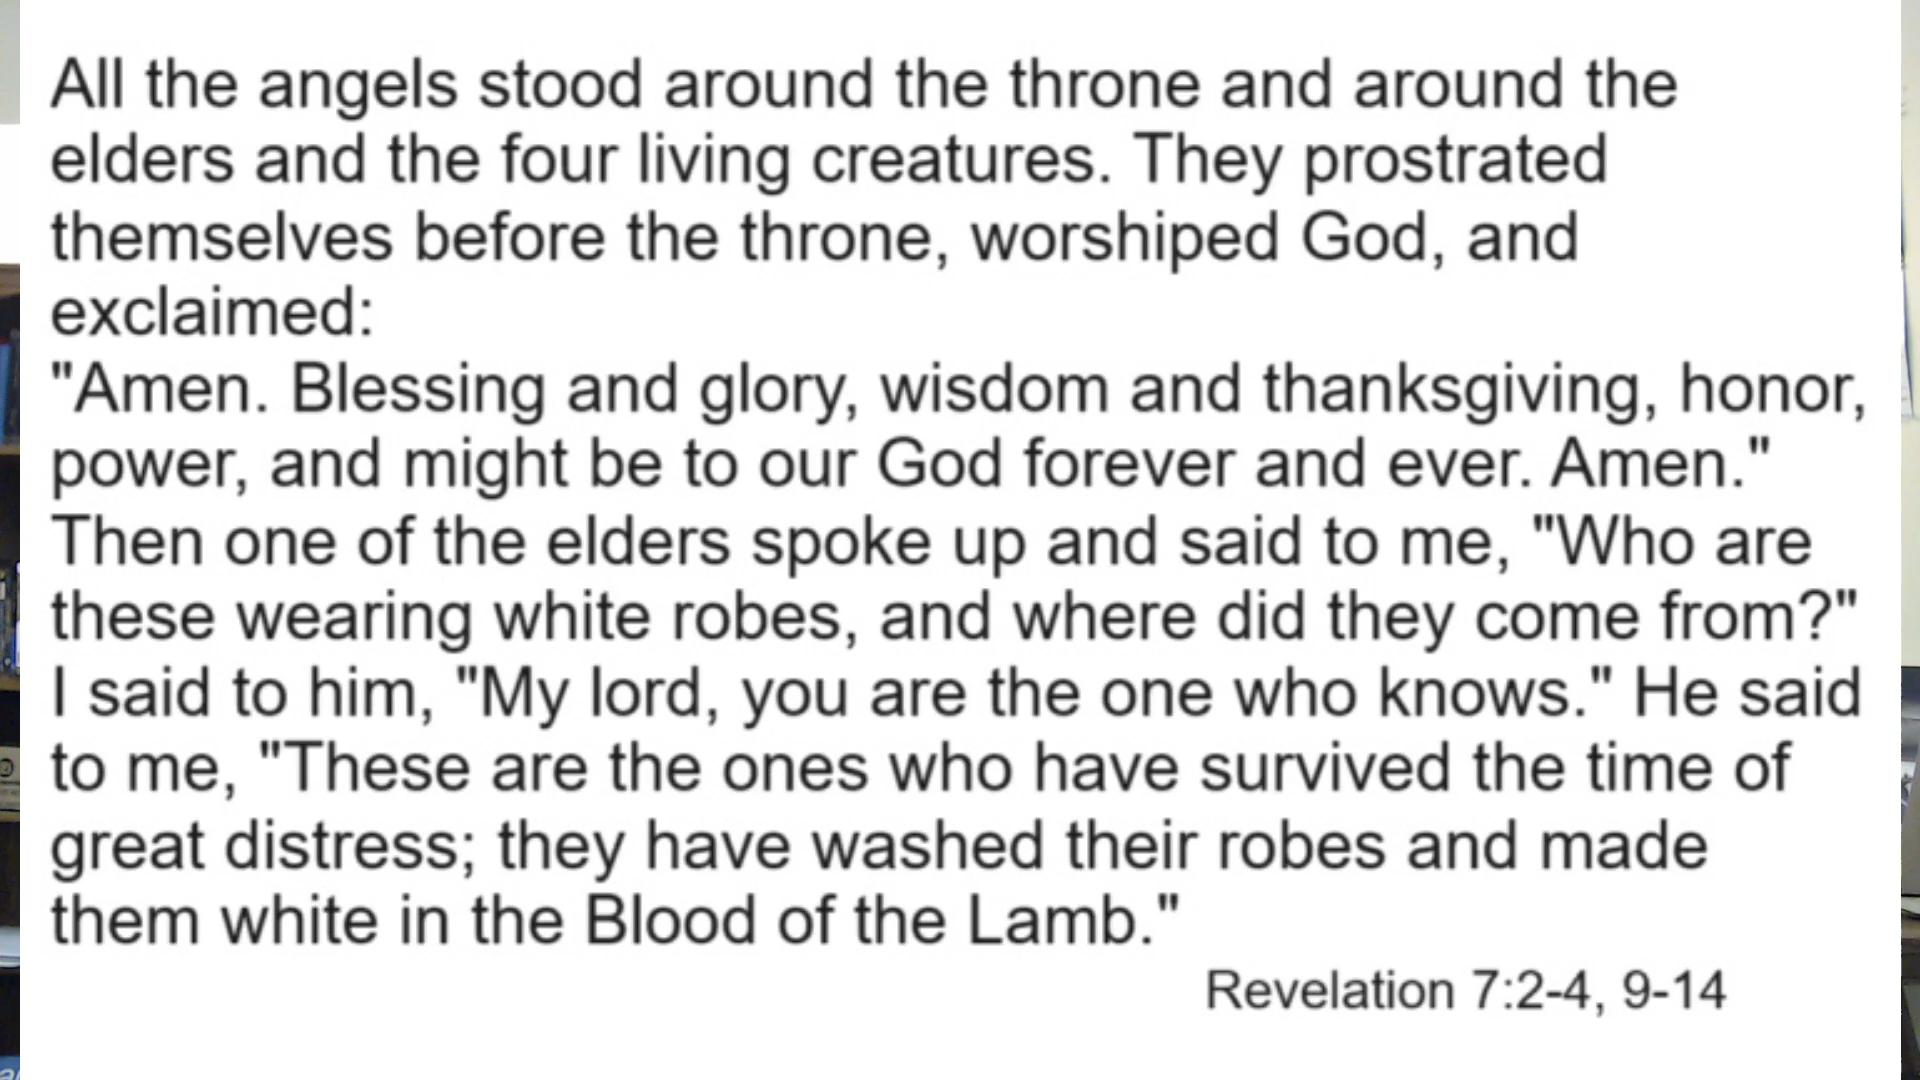 All the angels stood around the throne and around the
elders and the four living creatures. They prostrated
themselves before the throne, worshiped God, and
exclaimed:
"Amen. Blessing and glory, wisdom and thanksgiving, honor,
power, and might be to our God forever and ever. Amen."
Then one of the elders spoke up and said to me, "Who are
these wearing white robes, and where did they come from?"
I said to him, "My lord, you are the one who knows." He said
to me, "These are the ones who have survived the time of
great distress; they have washed their robes and made
them white in the Blood of the Lamb."
Revelation 7:2-4, 9-14